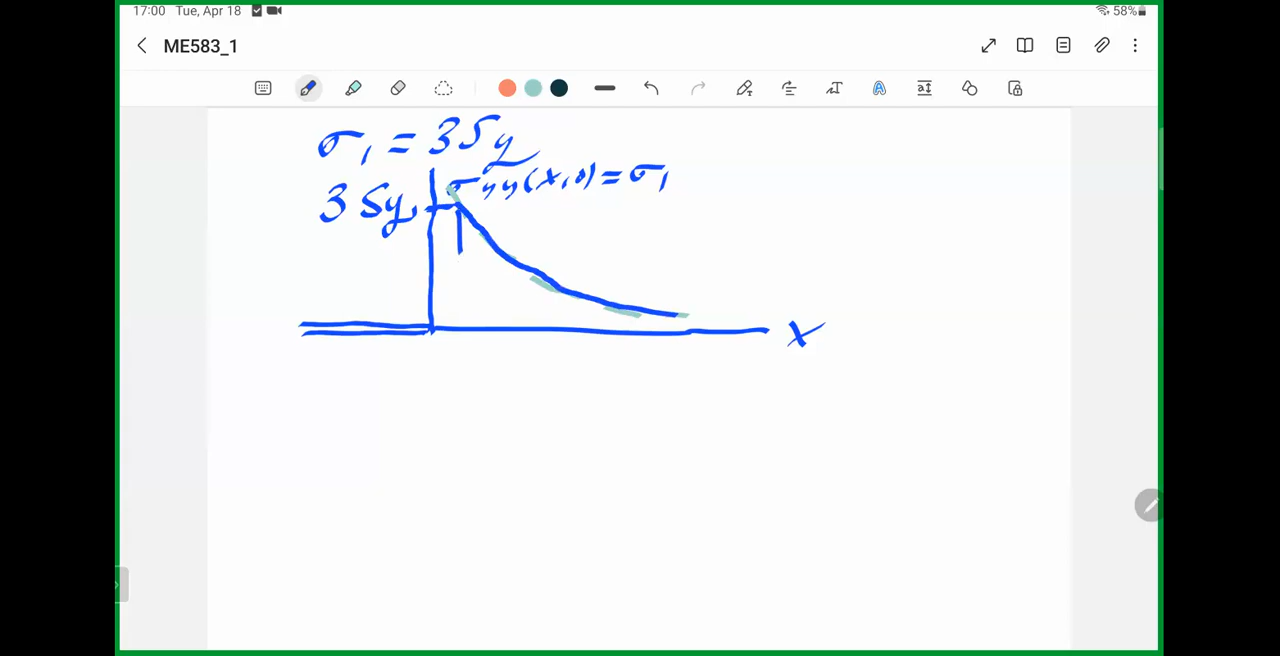 17:00 Tue, Apr 18
58%
ME583_1
σ₁ = 3Sy
σyy(x,0) = σ₁
3Sy
x